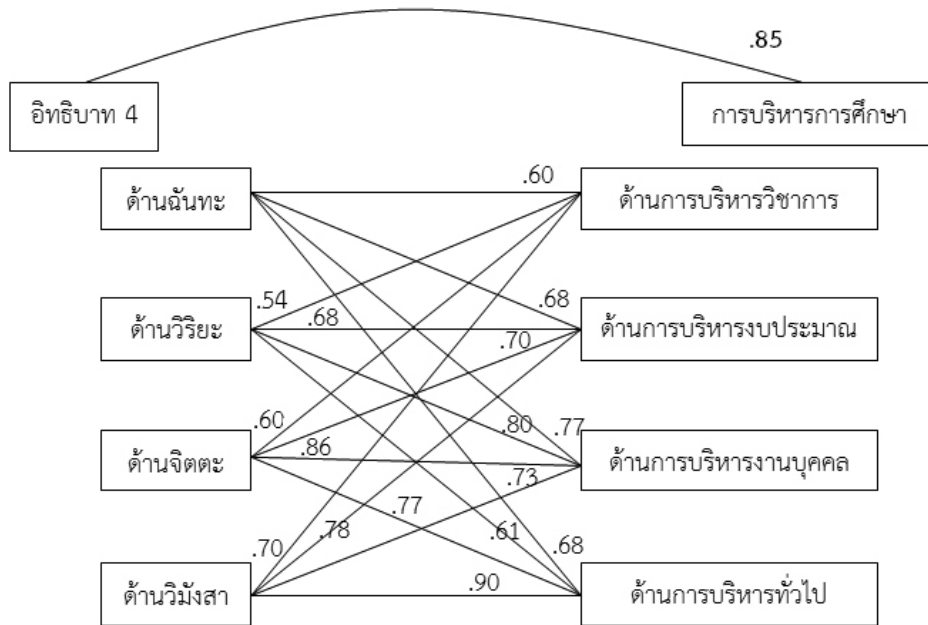 .85
อิทธิบาท 4
การบริหารการศึกษา
.60
ด้านฉันทะ
ด้านการบริหารวิชาการ
.54
.68
.68
ด้านวิริยะ
.70
ด้านการบริหารงบประมาณ
.60
.86
.80
.77
ด้านจิตตะ
.73
ด้านการบริหารงานบุคคล
.77
.78
.70
.61
.68
ด้านวิมังสา
.90
ด้านการบริหารทั่วไป